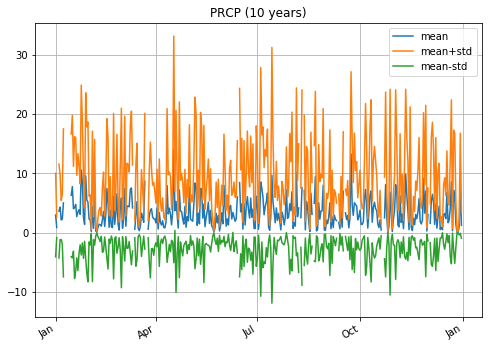 PRCP (10 years)
mean
mean+std
mean-std
30
20
10
0
−10
Jan
Apr
Jul
Oct
Jan